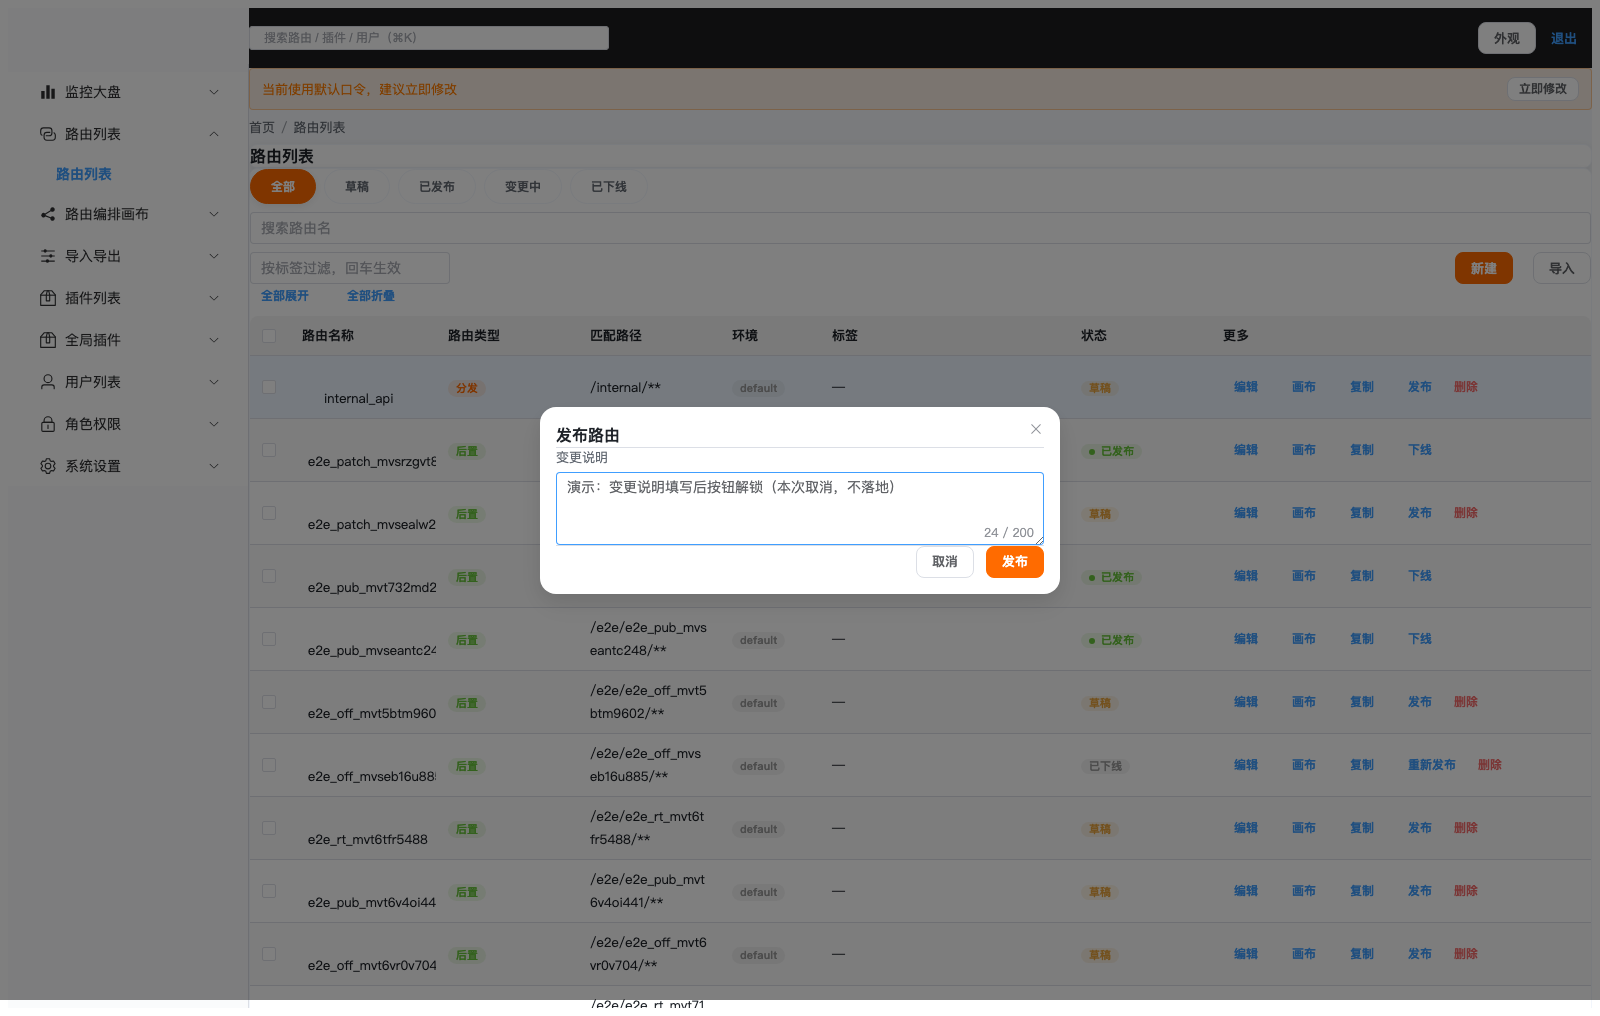 搜索路由 / 插件 / 用户（⌘K）
外观
退出
当前使用默认口令，建议立即修改
立即修改
监控大盘
路由列表
路由列表
路由编排画布
导入导出
插件列表
全局插件
用户列表
角色权限
系统设置
首页 / 路由列表
路由列表
全部 草稿 已发布 变更中 已下线
搜索路由名
按标签过滤，回车生效
新建 导入
全部展开 全部折叠
路由名称 路由类型 匹配路径 环境 标签 状态 更多
internal_api 分发 /internal/** default — 草稿 编辑 画布 复制 发布 删除
e2e_patch_mvsrzgvt8 后置 已发布 编辑 画布 复制 下线
e2e_patch_mvsealw2 后置 草稿 编辑 画布 复制 发布 删除
e2e_pub_mvt732md2 后置 已发布 编辑 画布 复制 下线
发布路由
变更说明
演示：变更说明填写后按钮解锁（本次取消，不落地）
24 / 200
取消 发布
e2e_pub_mvseantc24 后置 /e2e/e2e_pub_mvs
eantc248/** default — 已发布 编辑 画布 复制 下线
e2e_off_mvt5btm960 后置 /e2e/e2e_off_mvt5
btm9602/** default — 草稿 编辑 画布 复制 发布 删除
e2e_off_mvseb16u88 后置 /e2e/e2e_off_mvs
eb16u885/** default — 已下线 编辑 画布 复制 重新发布 删除
e2e_rt_mvt6tfr5488 后置 /e2e/e2e_rt_mvt6t
fr5488/** default — 草稿 编辑 画布 复制 发布 删除
e2e_pub_mvt6v4oi44 后置 /e2e/e2e_pub_mvt
6v4oi441/** default — 草稿 编辑 画布 复制 发布 删除
e2e_off_mvt6vr0v704 后置 /e2e/e2e_off_mvt6
vr0v704/** default — 草稿 编辑 画布 复制 发布 删除
/e2e/e2e_rt_mvt71